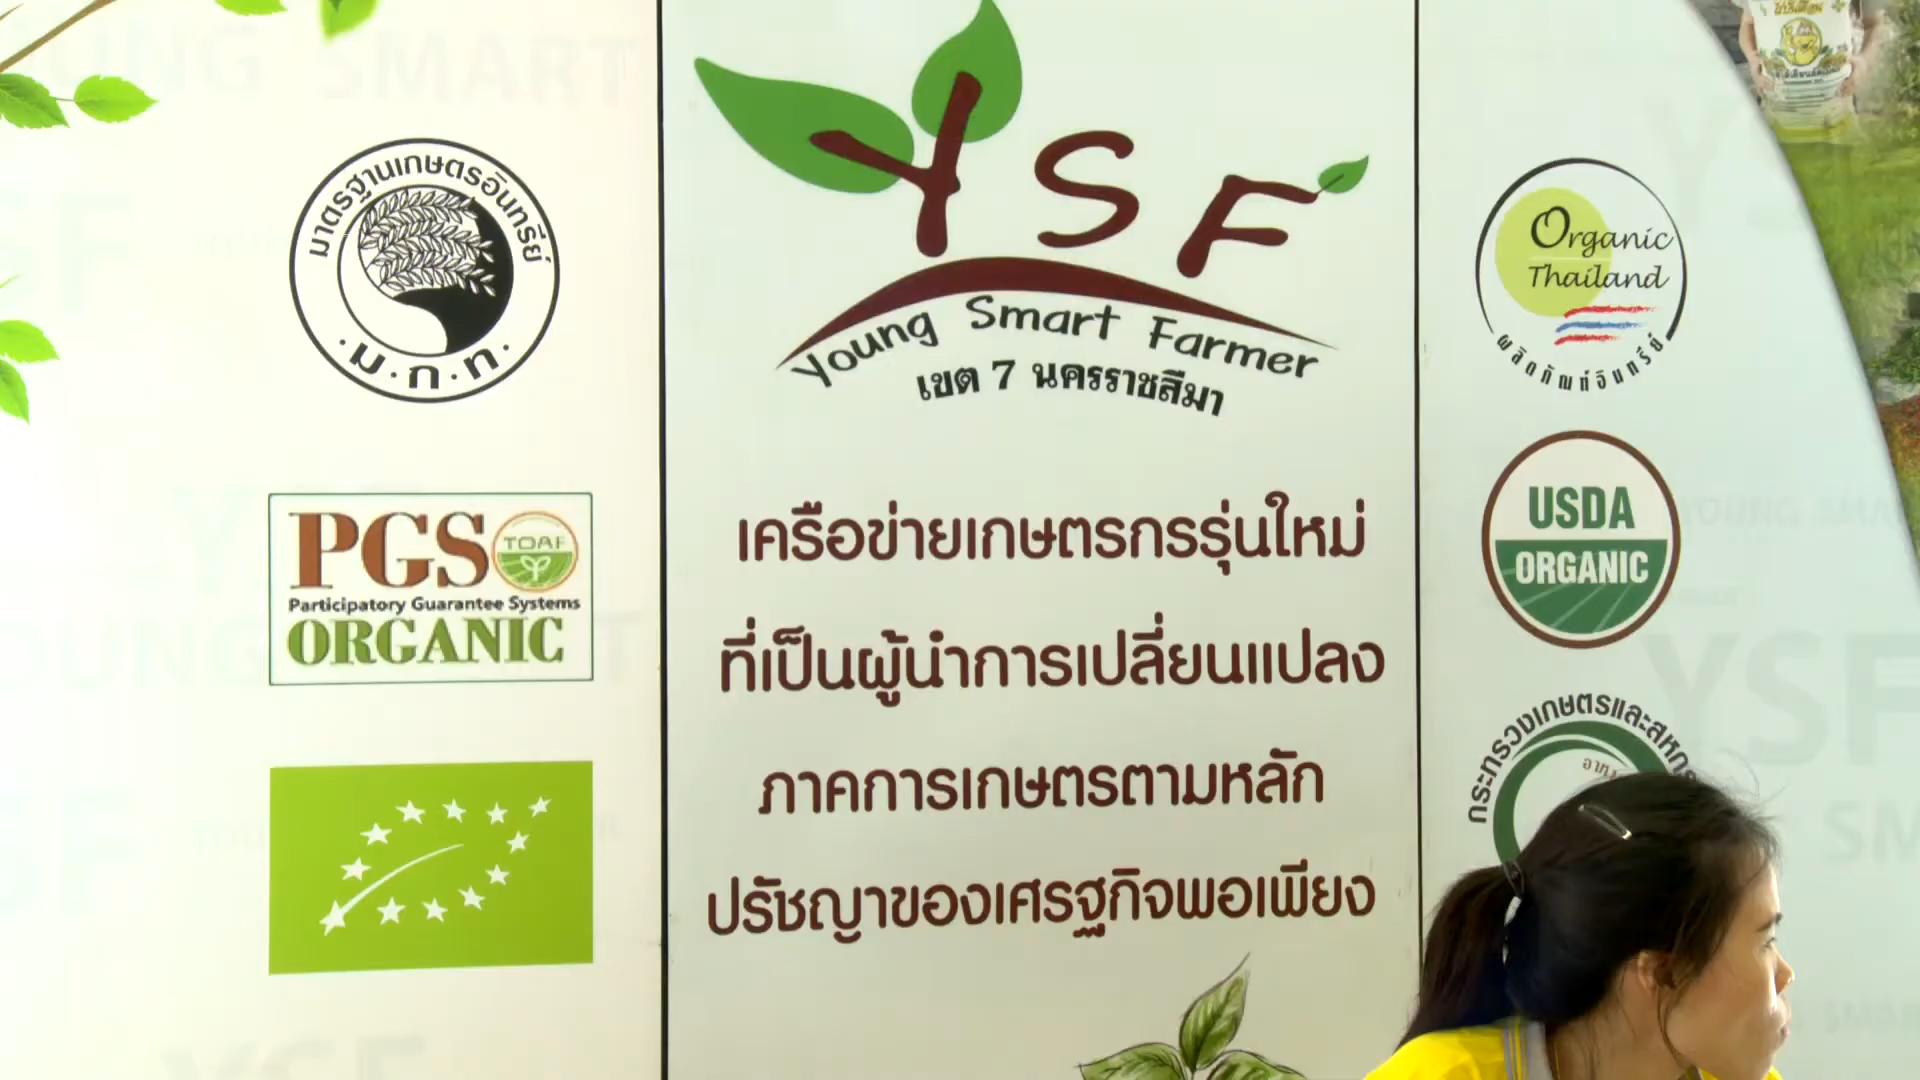 มาตรฐานเกษตรอินทรีย์
· ม · ก · ท ·
PGS
TOAF
Participatory Guarantee Systems
ORGANIC
YSF
Young Smart Farmer
เขต 7 นครราชสีมา
เครือข่ายเกษตรกรรุ่นใหม่
ที่เป็นผู้นำการเปลี่ยนแปลง
ภาคการเกษตรตามหลัก
ปรัชญาของเศรษฐกิจพอเพียง
Organic
Thailand
ผลิตภัณฑ์อินทรีย์
USDA
ORGANIC
กระทรวงเกษตรและสหกร
YOUNG SMART
YSF